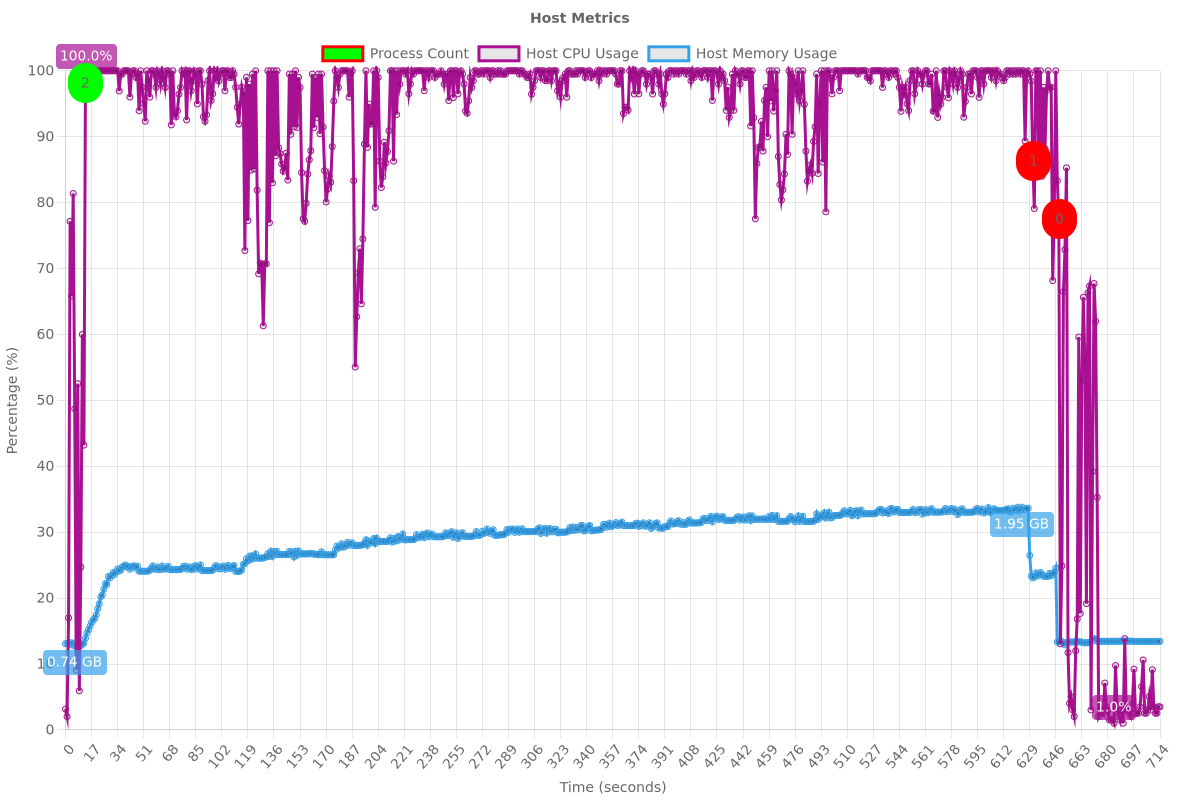 Host Metrics
Process Count Host CPU Usage Host Memory Usage
100.0%
2
1
0
1.95 GB
0.74 GB
1.0%
Percentage (%)
100
90
80
70
60
50
40
30
20
10
0
0 17 34 51 68 85 102 119 136 153 170 187 204 221 238 255 272 289 306 323 340 357 374 391 408 425 442 459 476 493 510 527 544 561 578 595 612 629 646 663 680 697 714
Time (seconds)